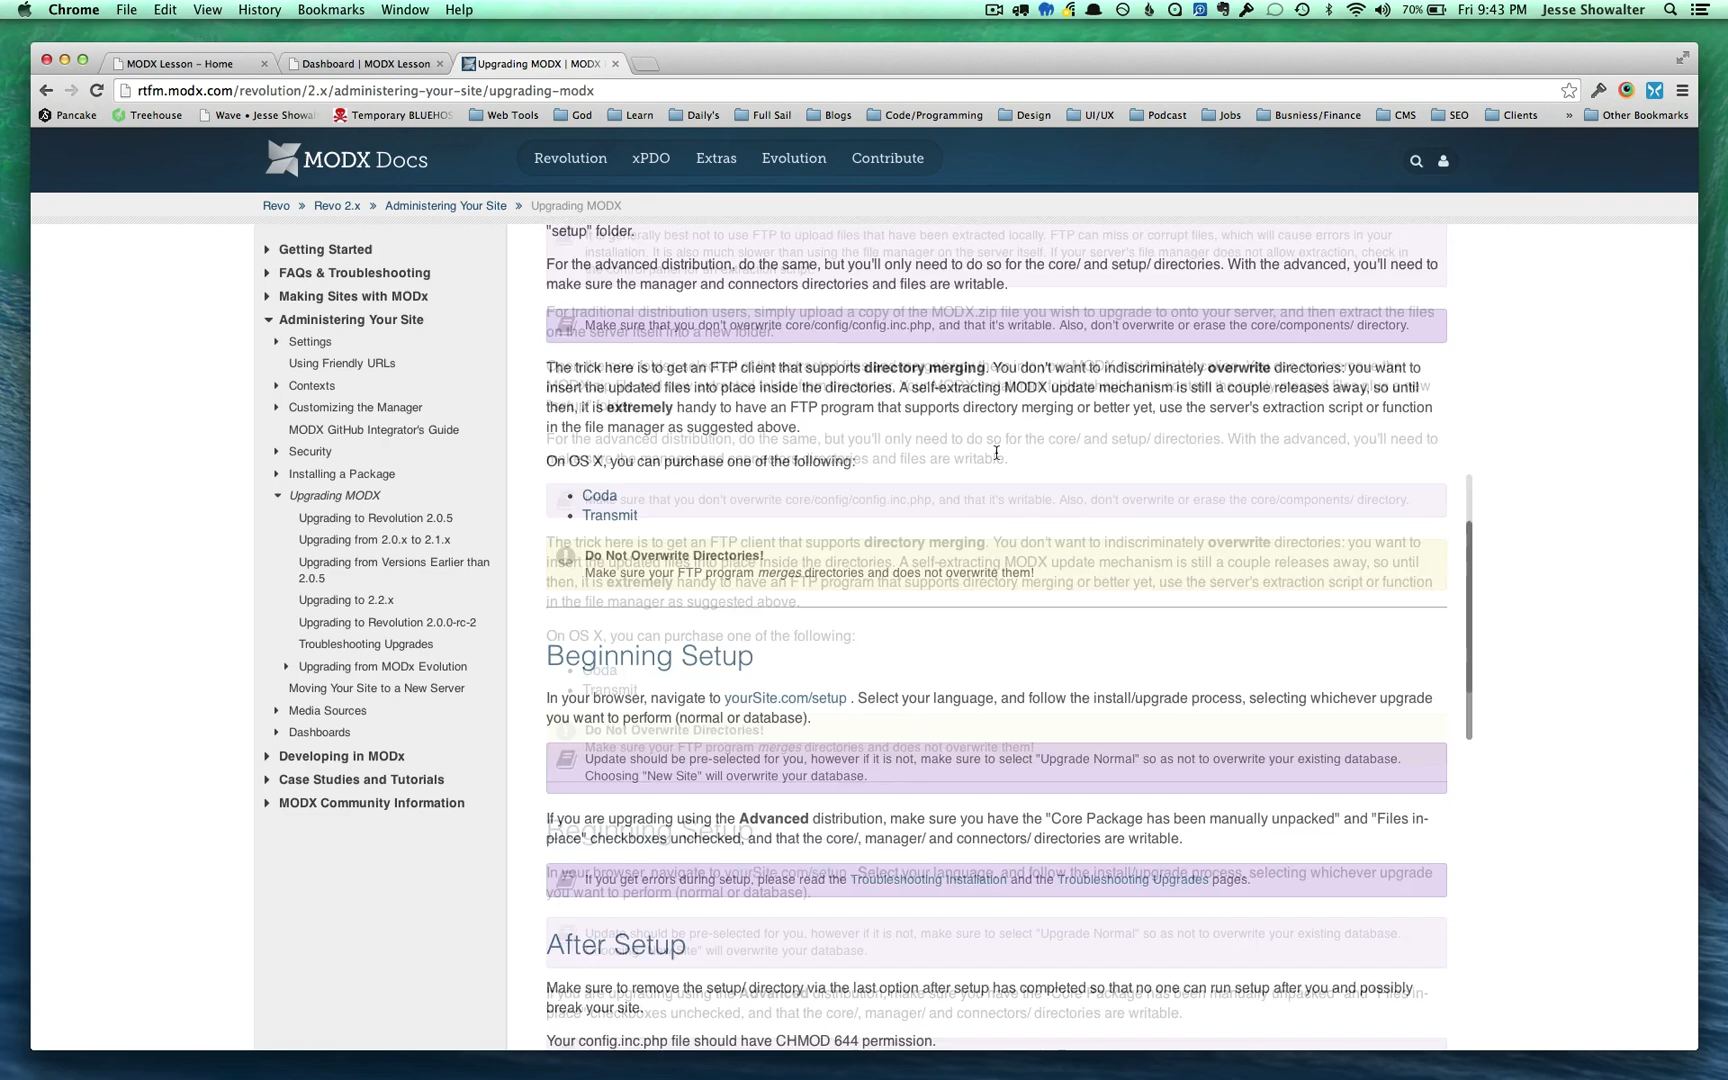 Chrome File Edit View History Bookmarks Window Help 70% Fri 9:43 PM Jesse Showalter
MODX Lesson - Home Dashboard | MODX Lesson Upgrading MODX | MODX
rtfm.modx.com/revolution/2.x/administering-your-site/upgrading-modx
Pancake Treehouse Wave • Jesse Showa Temporary BLUEHOS Web Tools God Learn Daily's Full Sail Blogs Code/Programming Design UI/UX Podcast Jobs Busniess/Finance CMS SEO Clients » Other Bookmarks
MODX Docs Revolution xPDO Extras Evolution Contribute
Revo » Revo 2.x » Administering Your Site » Upgrading MODX
Getting Started
FAQs & Troubleshooting
Making Sites with MODx
Administering Your Site
Settings
Using Friendly URLs
Contexts
Customizing the Manager
MODX GitHub Integrator's Guide
Security
Installing a Package
Upgrading MODX
Upgrading to Revolution 2.0.5
Upgrading from 2.0.x to 2.1.x
Upgrading from Versions Earlier than
2.0.5
Upgrading to 2.2.x
Upgrading to Revolution 2.0.0-rc-2
Troubleshooting Upgrades
Upgrading from MODx Evolution
Moving Your Site to a New Server
Media Sources
Dashboards
Developing in MODx
Case Studies and Tutorials
MODX Community Information
"setup" folder.
For the advanced distribution, do the same, but you'll only need to do so for the core/ and setup/ directories. With the advanced, you'll need to
make sure the manager and connectors directories and files are writable.
Make sure that you don't overwrite core/config/config.inc.php, and that it's writable. Also, don't overwrite or erase the core/components/ directory.
The trick here is to get an FTP client that supports directory merging. You don't want to indiscriminately overwrite directories: you want to
insert the updated files into place inside the directories. A self-extracting MODX update mechanism is still a couple releases away, so until
then, it is extremely handy to have an FTP program that supports directory merging or better yet, use the server's extraction script or function
in the file manager as suggested above.
On OS X, you can purchase one of the following:
• Coda
• Transmit
Do Not Overwrite Directories!
Make sure your FTP program merges directories and does not overwrite them!
Beginning Setup
In your browser, navigate to yourSite.com/setup . Select your language, and follow the install/upgrade process, selecting whichever upgrade
you want to perform (normal or database).
Update should be pre-selected for you, however if it is not, make sure to select "Upgrade Normal" so as not to overwrite your existing database.
Choosing "New Site" will overwrite your database.
If you are upgrading using the Advanced distribution, make sure you have the "Core Package has been manually unpacked" and "Files in-
place" checkboxes unchecked, and that the core/, manager/ and connectors/ directories are writable.
If you get errors during setup, please read the Troubleshooting Installation and the Troubleshooting Upgrades pages.
After Setup
Make sure to remove the setup/ directory via the last option after setup has completed so that no one can run setup after you and possibly
break your site.
Your config.inc.php file should have CHMOD 644 permission.